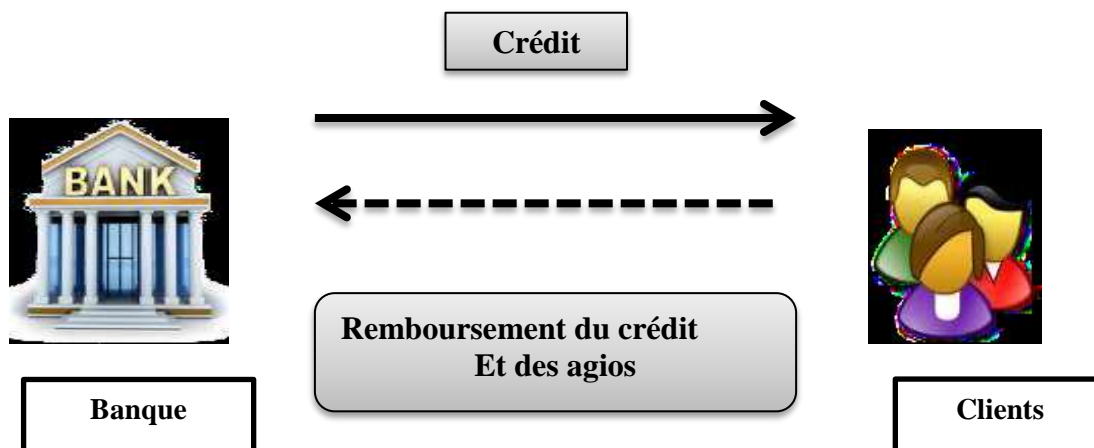 Crédit
BANK
Remboursement du crédit
Et des agios
Banque
Clients